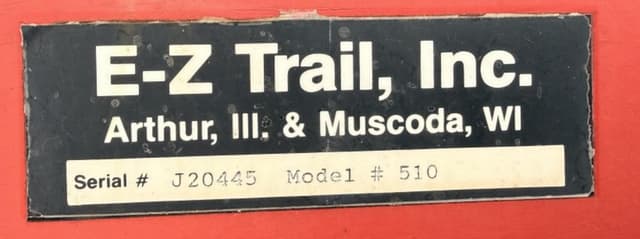 E-Z Trail, Inc.
Arthur, Ill. & Muscoda, WI
Serial # J20445 Model # 510